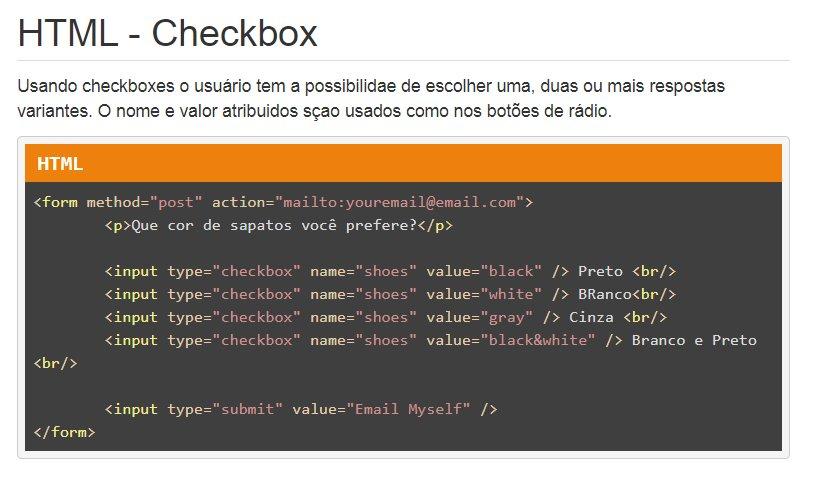 HTML - Checkbox
Usando checkboxes o usuário tem a possibilidae de escolher uma, duas ou mais respostas
variantes. O nome e valor atribuidos sçao usados como nos botões de rádio.
HTML
<form method="post" action="mailto:youremail@email.com">
<p>Que cor de sapatos você prefere?</p>
<input type="checkbox" name="shoes" value="black" /> Preto <br/>
<input type="checkbox" name="shoes" value="white" /> BRanco<br/>
<input type="checkbox" name="shoes" value="gray" /> Cinza <br/>
<input type="checkbox" name="shoes" value="black&white" /> Branco e Preto
<br/>
<input type="submit" value="Email Myself" />
</form>